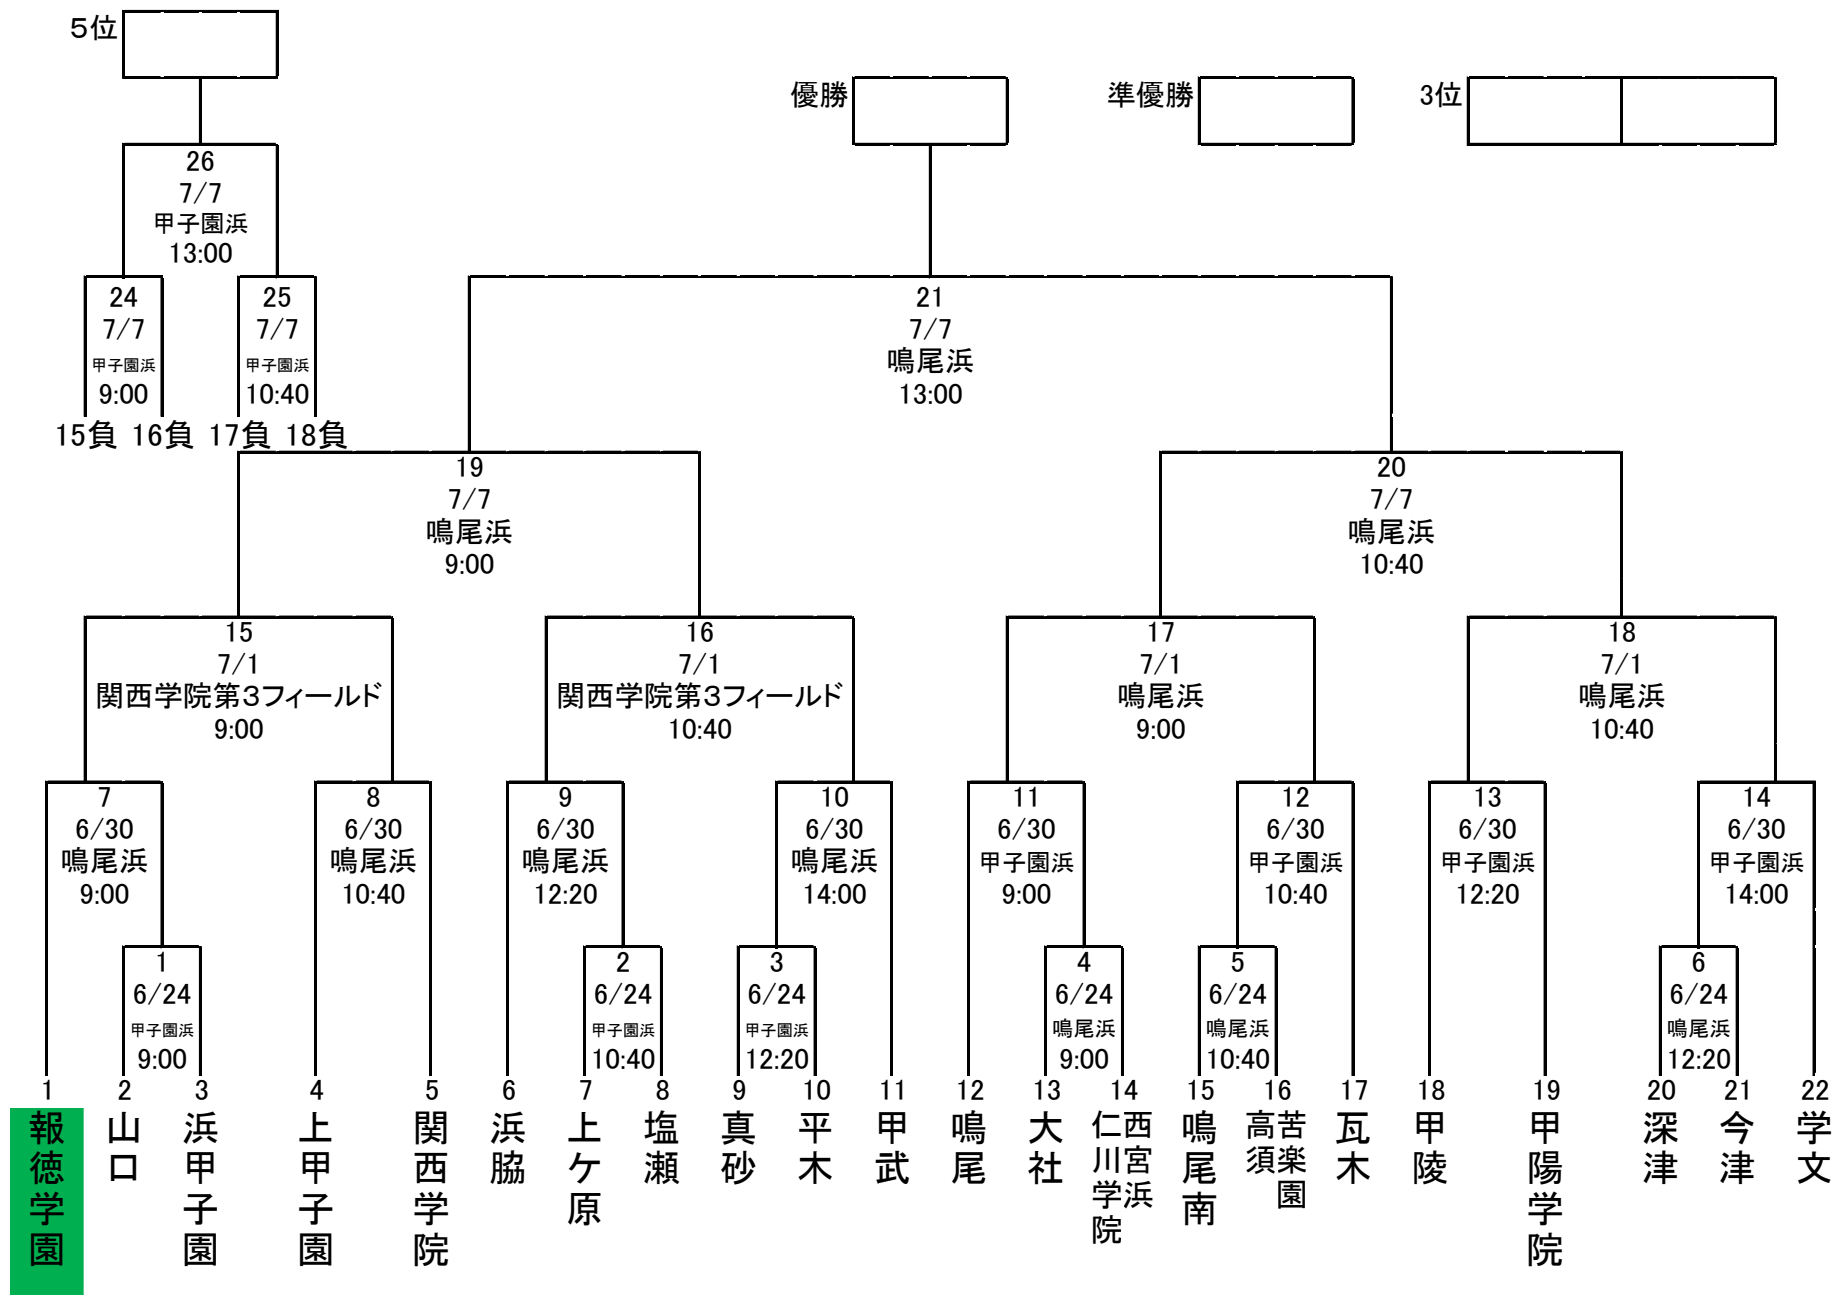 5位
優勝
準優勝
3位
26
7/7
甲子園浜
13:00
24
7/7
甲子園浜
9:00
25
7/7
甲子園浜
10:40
15負 16負 17負 18負
21
7/7
鳴尾浜
13:00
19
7/7
鳴尾浜
9:00
20
7/7
鳴尾浜
10:40
15
7/1
関西学院第3フィールド
9:00
16
7/1
関西学院第3フィールド
10:40
17
7/1
鳴尾浜
9:00
18
7/1
鳴尾浜
10:40
7
6/30
鳴尾浜
9:00
8
6/30
鳴尾浜
10:40
9
6/30
鳴尾浜
12:20
10
6/30
鳴尾浜
14:00
11
6/30
甲子園浜
9:00
12
6/30
甲子園浜
10:40
13
6/30
甲子園浜
12:20
14
6/30
甲子園浜
14:00
1
6/24
甲子園浜
9:00
2
6/24
甲子園浜
10:40
3
6/24
甲子園浜
12:20
4
6/24
鳴尾浜
9:00
5
6/24
鳴尾浜
10:40
6
6/24
鳴尾浜
12:20
1
報徳学園
2
山口
3
浜甲子園
4
上甲子園
5
関西学院
6
浜脇
7
上ケ原
8
塩瀬
9
真砂
10
平木
11
甲武
12
鳴尾
13
大社
14
西宮浜
仁川学院
15
鳴尾南
16
苦楽園
高須
17
瓦木
18
甲陵
19
甲陽学院
20
深津
21
今津
22
学文